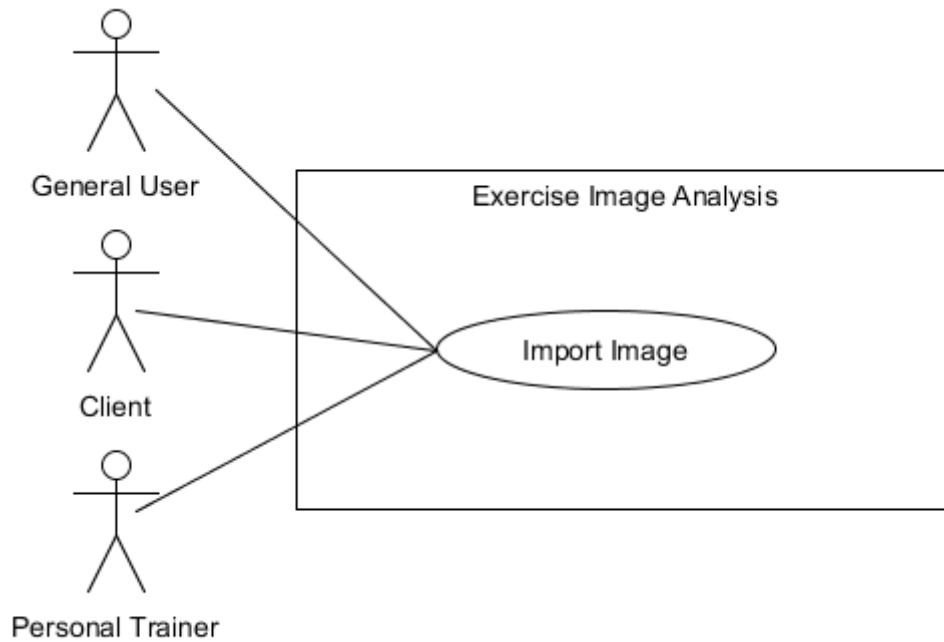 General User
Exercise Image Analysis
Import Image
Client
Personal Trainer